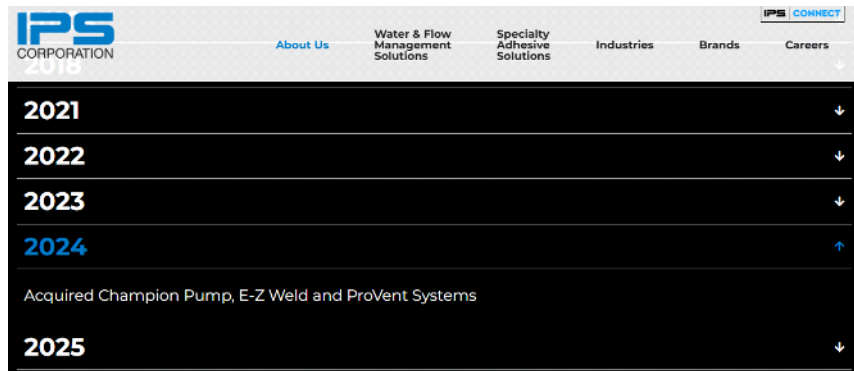 IPS
CORPORATION
IPS CONNECT
About Us
Water & Flow
Management
Solutions
Specialty
Adhesive
Solutions
Industries
Brands
Careers
2018
2021
2022
2023
2024
Acquired Champion Pump, E-Z Weld and ProVent Systems
2025